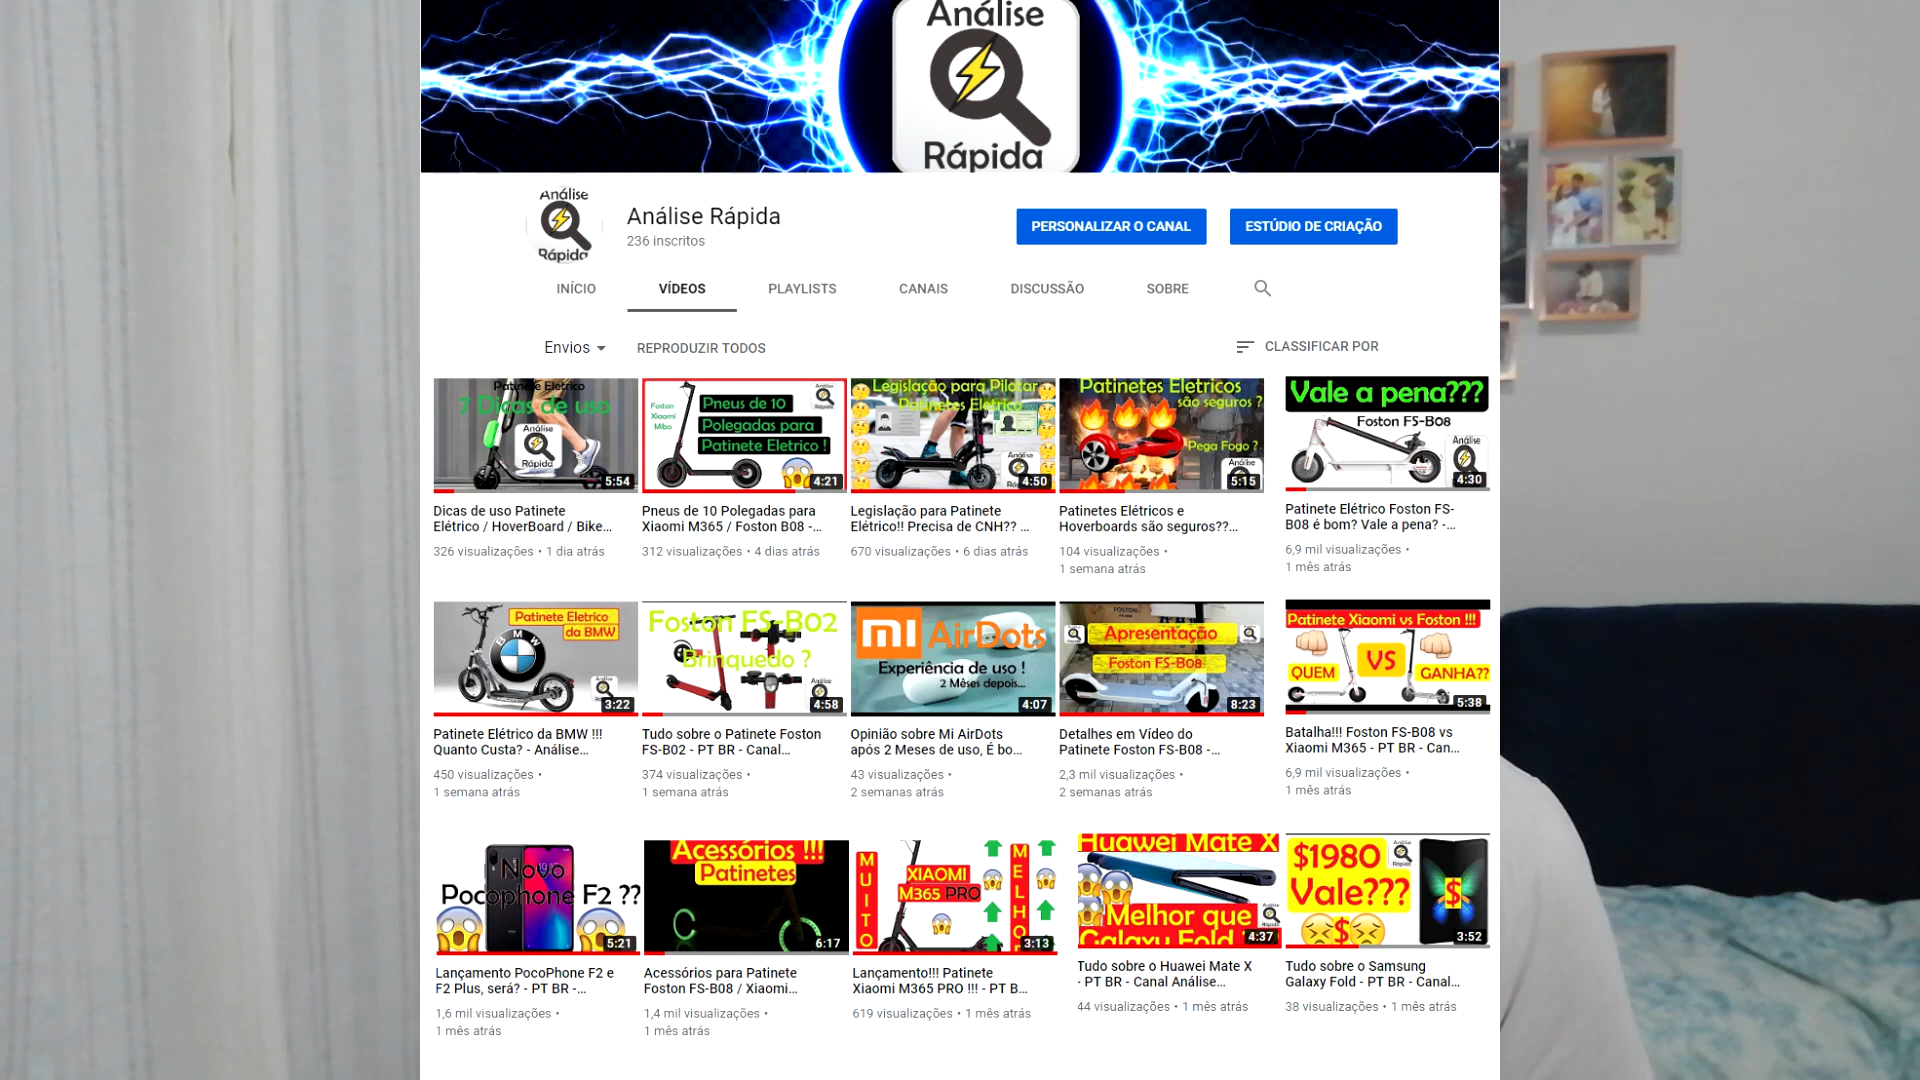 Análise
Rápida
Análise
Rápida
Análise Rápida
236 inscritos
PERSONALIZAR O CANAL
ESTÚDIO DE CRIAÇÃO
INÍCIO
VÍDEOS
PLAYLISTS
CANAIS
DISCUSSÃO
SOBRE
Envios
REPRODUZIR TODOS
CLASSIFICAR POR
Patinete Eletrico
7 Dicas de uso
Análise
Rápida
5:54
Foston
Xiaomi
Mibo
Pneus de 10
Polegadas para
Patinete Eletrico !
4:21
Legislação para Pilotar
Patinetes Eletrico
4:50
Patinetes Eletricos
são seguros ?
Pega Fogo ?
Análise
5:15
Vale a pena???
Foston FS-B08
Análise
4:30
Dicas de uso Patinete
Elétrico / HoverBoard / Bike...
326 visualizações • 1 dia atrás
Pneus de 10 Polegadas para
Xiaomi M365 / Foston B08 -...
312 visualizações • 4 dias atrás
Legislação para Patinete
Elétrico!! Precisa de CNH?? ...
670 visualizações • 6 dias atrás
Patinetes Elétricos e
Hoverboards são seguros??...
104 visualizações •
1 semana atrás
Patinete Elétrico Foston FS-
B08 é bom? Vale a pena? -...
6,9 mil visualizações •
1 mês atrás
Patinete Eletrico
da BMW
BMW
3:22
Foston FS-B02
Brinquedo ?
Análise
4:58
MI AirDots
Experiência de uso !
2 Mêses depois...
4:07
FOSTON
Apresentação
Foston FS-B08
8:23
Patinete Xiaomi vs Foston !!!
QUEM
VS
GANHA??
5:38
Patinete Elétrico da BMW !!!
Quanto Custa? - Análise...
450 visualizações •
1 semana atrás
Tudo sobre o Patinete Foston
FS-B02 - PT BR - Canal...
374 visualizações •
1 semana atrás
Opinião sobre Mi AirDots
após 2 Meses de uso, É bo...
43 visualizações •
2 semanas atrás
Detalhes em Vídeo do
Patinete Foston FS-B08 -...
2,3 mil visualizações •
2 semanas atrás
Batalha!!! Foston FS-B08 vs
Xiaomi M365 - PT BR - Can...
6,9 mil visualizações •
1 mês atrás
Novo
Pocophone F2 ??
5:21
Acessórios !!!
Patinetes
6:17
MUITO
XIAOMI
M365 PRO
MELHOR
3:13
Huawei Mate X
Melhor que
Galaxy Fold ?
4:37
$1980
Vale???
$
$
3:52
Lançamento PocoPhone F2 e
F2 Plus, será? - PT BR -...
1,6 mil visualizações •
1 mês atrás
Acessórios para Patinete
Foston FS-B08 / Xiaomi...
1,4 mil visualizações •
1 mês atrás
Lançamento!!! Patinete
Xiaomi M365 PRO !!! - PT B...
619 visualizações • 1 mês atrás
Tudo sobre o Huawei Mate X
- PT BR - Canal Análise...
44 visualizações • 1 mês atrás
Tudo sobre o Samsung
Galaxy Fold - PT BR - Canal...
38 visualizações • 1 mês atrás